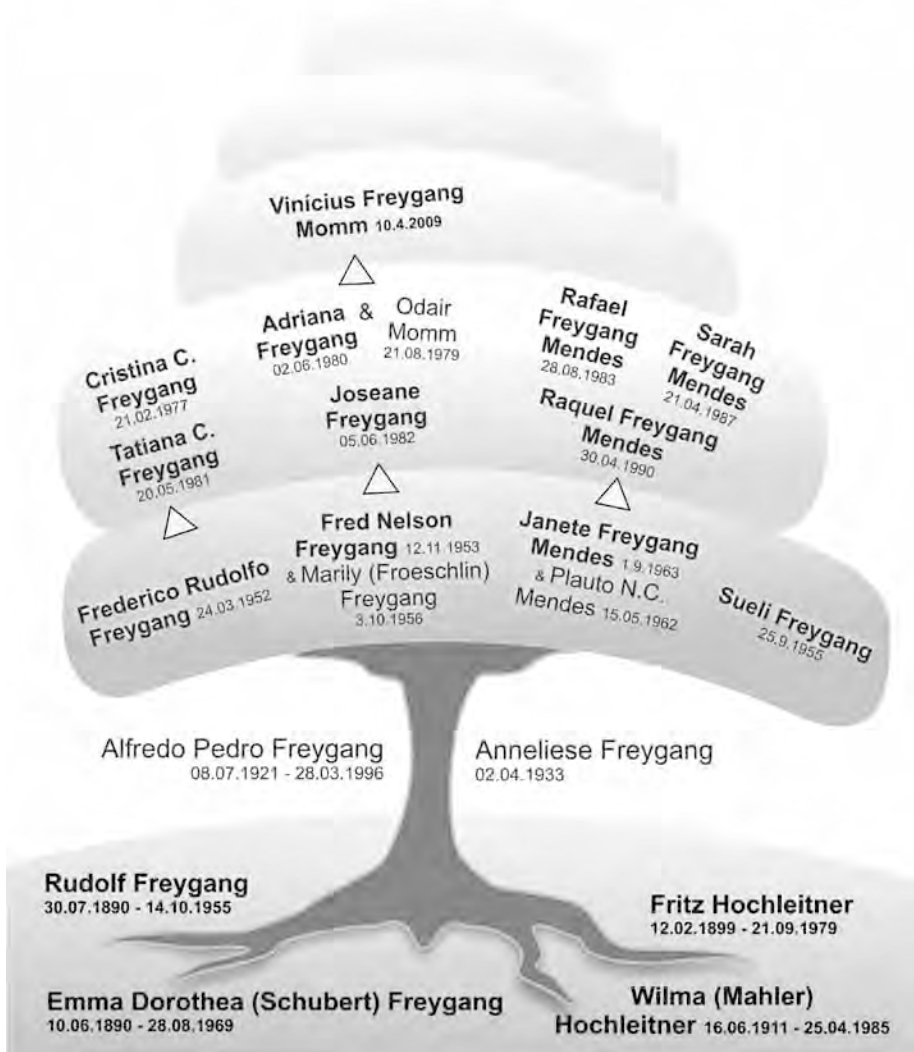 Vinícius Freygang
Momm 10.4.2009
Adriana &
Freygang
02.06.1980
Odair
Momm
21.08.1979
Rafael
Freygang
Mendes
28.08.1983
Sarah
Freygang
Mendes
21.04.1987
Cristina C.
Freygang
21.02.1977
Joseane
Freygang
05.06.1982
Raquel Freygang
Mendes
30.04.1990
Tatiana C.
Freygang
20.05.1981
Frederico Rudolfo
Freygang 24.03.1952
Fred Nelson
Freygang 12.11.1953
& Marily (Froeschlin)
Freygang
3.10.1956
Janete Freygang
Mendes 1.9.1963
& Plauto N.C.
Mendes 15.05.1962
Sueli Freygang
25.9.1955
Alfredo Pedro Freygang
08.07.1921 - 28.03.1996
Anneliese Freygang
02.04.1933
Rudolf Freygang
30.07.1890 - 14.10.1955
Fritz Hochleitner
12.02.1899 - 21.09.1979
Emma Dorothea (Schubert) Freygang
10.06.1890 - 28.08.1969
Wilma (Mahler)
Hochleitner 16.06.1911 - 25.04.1985